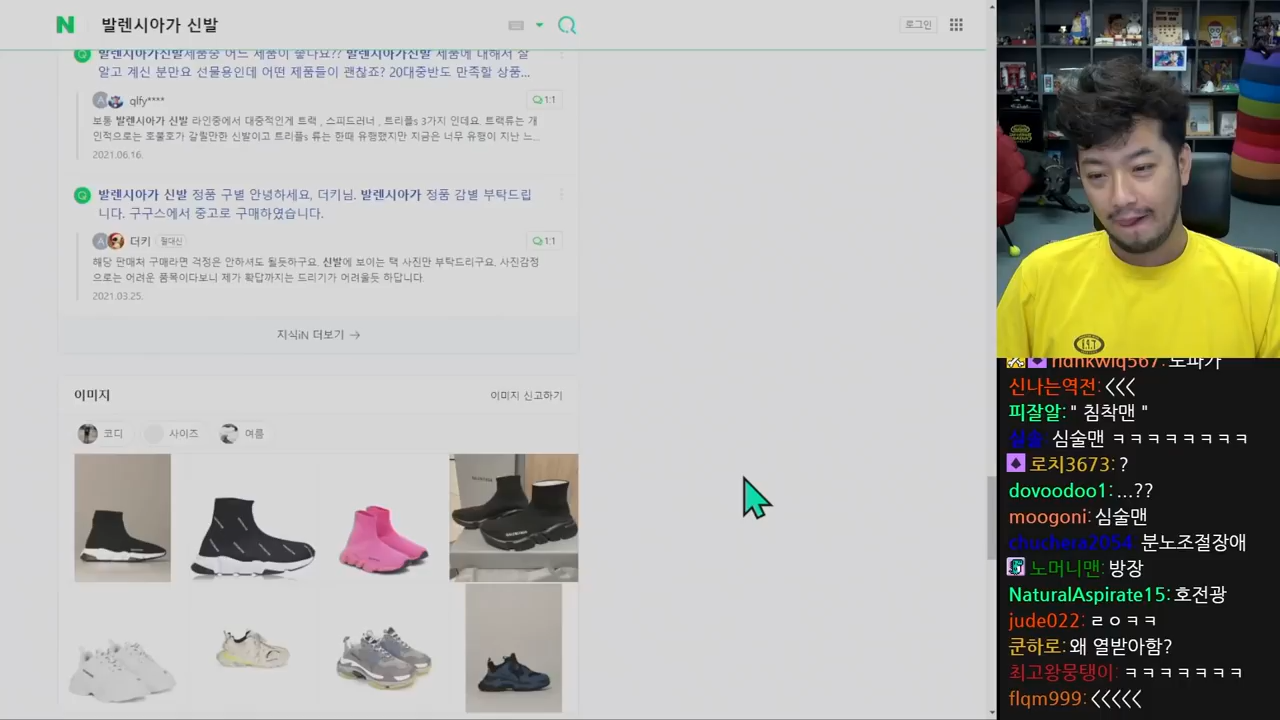 N 발렌시아가 신발
로그인
발렌시아가신발제품중 어느 제품이 좋나요?? 발렌시아가신발 제품에 대해서 잘
알고 계신 분만요 선물용인데 어떤 제품들이 괜찮죠? 20대중반도 만족할 상품...
qlfy****
1:1
보통 발렌시아가 신발 라인중에서 대중적인게 트랙 , 스피드러너 , 트리플s 3가지 인데요. 트랙류는 개
인적으로는 호불호가 갈릴만한 신발이고 트리플s 류는 한때 유행했지만 지금은 너무 유행이 지난 느...
2021.06.16.
발렌시아가 신발 정품 구별 안녕하세요, 더키님. 발렌시아가 정품 감별 부탁드립
니다. 구구스에서 중고로 구매하였습니다.
더키 절대신
1:1
해당 판매처 구매라면 걱정은 안하셔도 될듯하구요. 신발에 보이는 택 사진만 부탁드리구요. 사진감정
으로는 어려운 품목이다보니 제가 확답까지는 드리기가 어려울듯 하답니다.
2021.03.25.
지식iN 더보기 →
이미지
이미지 신고하기
코디 사이즈 여름
신나는역전: <<<
피잘알: " 침착맨 "
심술맨 ㅋㅋㅋㅋㅋㅋㅋㅋ
로치3673: ?
dovoodoo1: ...??
moogoni: 심술맨
chuchera2054: 분노조절장애
노머니맨: 방장
NaturalAspirate15: 호전광
jude022: ㄹㅇㅋㅋ
쿤하로: 왜 열받아함?
최고왕뭉탱이: ㅋㅋㅋㅋㅋㅋㅋ
flqm999: <<<<<